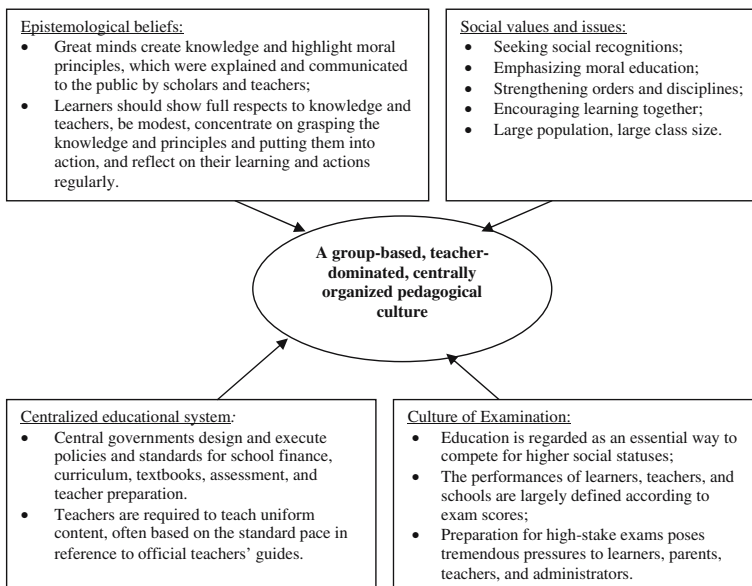 Epistemological beliefs:
• Great minds create knowledge and highlight moral
principles, which were explained and communicated
to the public by scholars and teachers;
• Learners should show full respects to knowledge and
teachers, be modest, concentrate on grasping the
knowledge and principles and putting them into
action, and reflect on their learning and actions
regularly.
Social values and issues:
• Seeking social recognitions;
• Emphasizing moral education;
• Strengthening orders and disciplines;
• Encouraging learning together;
• Large population, large class size.
A group-based, teacher-
dominated, centrally
organized pedagogical
culture
Centralized educational system:
• Central governments design and execute
policies and standards for school finance,
curriculum, textbooks, assessment, and
teacher preparation.
• Teachers are required to teach uniform
content, often based on the standard pace in
reference to official teachers’ guides.
Culture of Examination:
• Education is regarded as an essential way to
compete for higher social statuses;
• The performances of learners, teachers, and
schools are largely defined according to
exam scores;
• Preparation for high-stake exams poses
tremendous pressures to learners, parents,
teachers, and administrators.